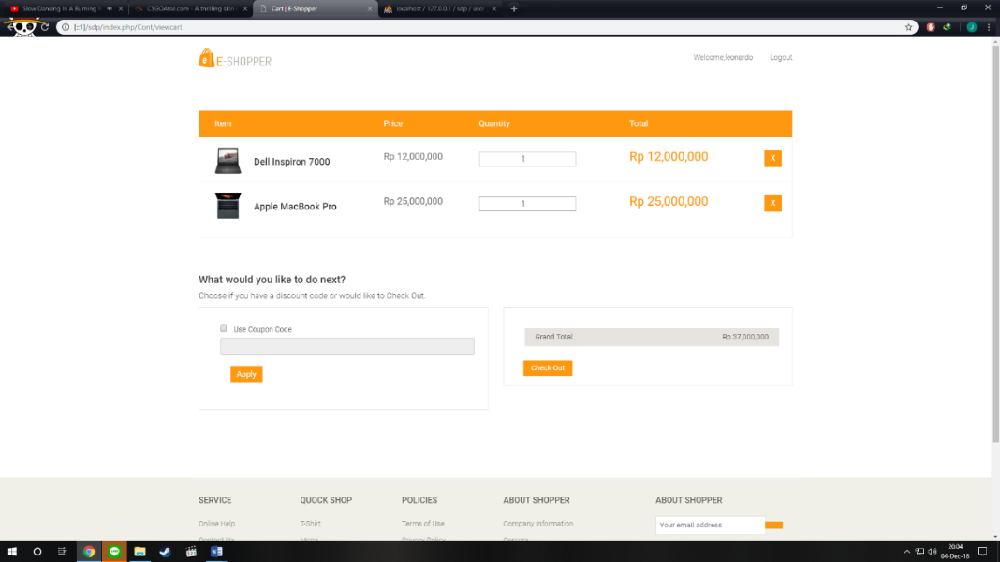 Slow Dancing In A Burning
CSGOAtse.com - A thrilling sken
Cart | E-Shopper
localhost / 127.0.0.1 / sdp / user
[::1]/sdp/index.php/Cont/viewcart
E-SHOPPER
Welcome,leonardo Logout
Item Price Quantity Total
Dell Inspiron 7000 Rp 12,000,000 1 Rp 12,000,000 X
Apple MacBook Pro Rp 25,000,000 1 Rp 25,000,000 X
What would you like to do next?
Choose if you have a discount code or would like to Check Out.
Use Coupon Code
Apply
Grand Total Rp 37,000,000
Check Out
SERVICE QUOCK SHOP POLICIES ABOUT SHOPPER ABOUT SHOPPER
Online Help T-Shirt Terms of Use Company Information Your email address
Contact Us Mens Privacy Policy Careers
20:04
04-Dec-18